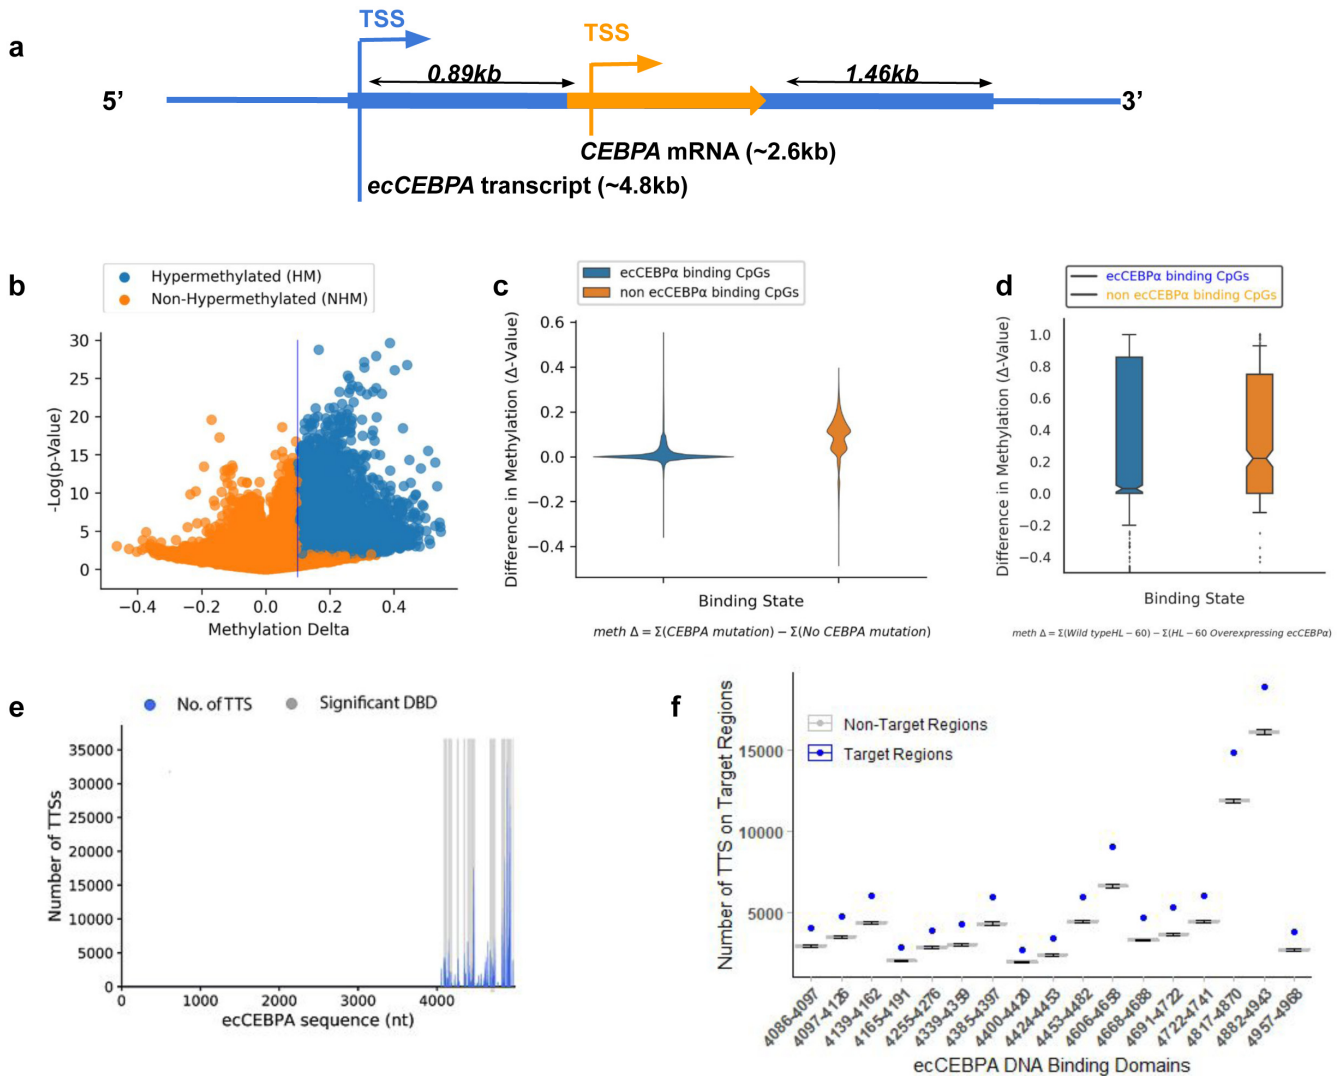 a
TSS
TSS
0.89kb
1.46kb
5’
3’
CEBPA mRNA (~2.6kb)
ecCEBPA transcript (~4.8kb)
b
Hypermethylated (HM)
Non-Hypermethylated (NHM)
-Log(p-Value)
30
25
20
15
10
5
0
−0.4
−0.2
0.0
0.2
0.4
Methylation Delta
c
ecCEBPα binding CpGs
non ecCEBPα binding CpGs
Difference in Methylation (Δ-Value)
0.6
0.4
0.2
0.0
−0.2
−0.4
Binding State
meth Δ = Σ(CEBPA mutation) − Σ(No CEBPA mutation)
d
ecCEBPα binding CpGs
non ecCEBPα binding CpGs
Difference in Methylation (Δ-Value)
1.0
0.8
0.6
0.4
0.2
0.0
−0.2
−0.4
Binding State
meth Δ = Σ(Wild typeHL − 60) − Σ(HL − 60 Overexpressing ecCEBPα)
e
No. of TTS
Significant DBD
Number of TTSs
35000
30000
25000
20000
15000
10000
5000
0
0
1000
2000
3000
4000
ecCEBPA sequence (nt)
f
Non-Target Regions
Target Regions
Number of TTS on Target Regions
15000
10000
5000
4086-4097
4097-4126
4139-4162
4165-4191
4255-4276
4339-4359
4385-4397
4400-4420
4424-4453
4453-4482
4606-4658
4668-4688
4691-4722
4722-4741
4817-4870
4882-4943
4957-4968
ecCEBPA DNA Binding Domains